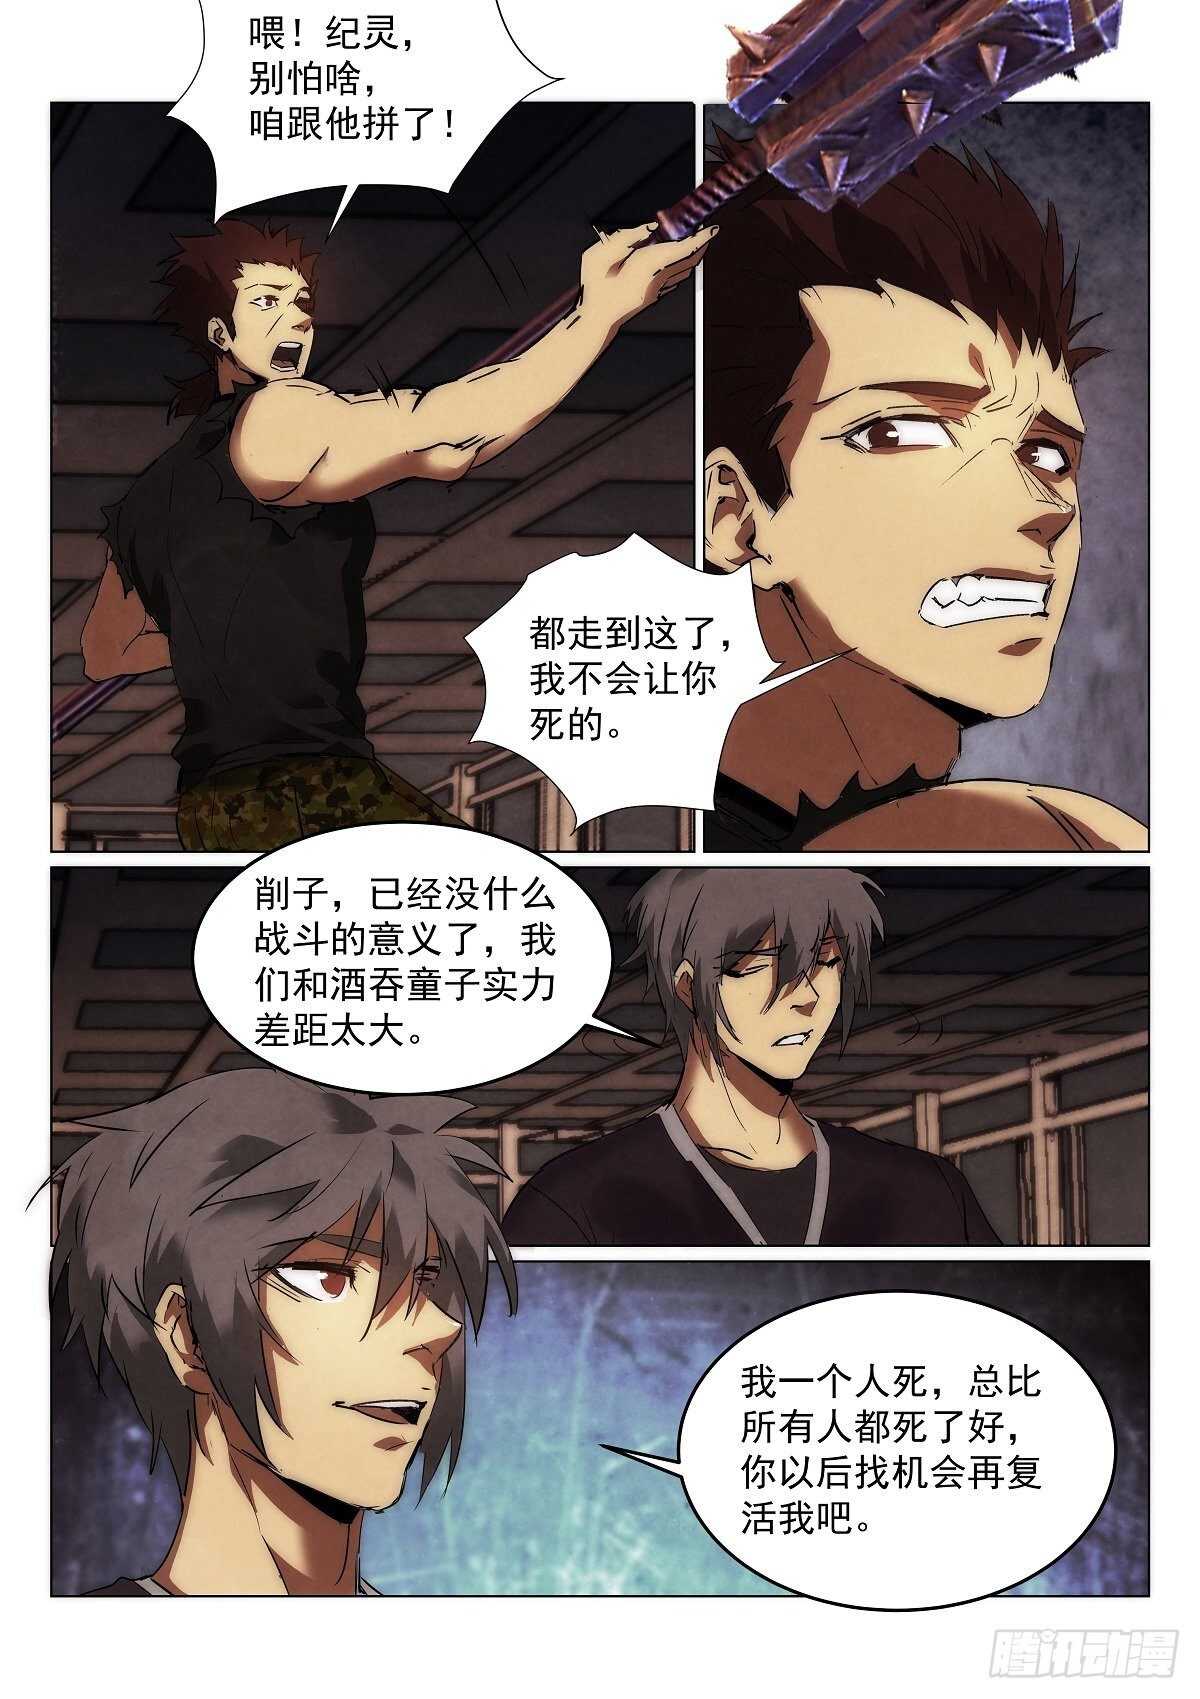 喂！纪灵，
别怕啥，
咱跟他拼了！
都走到这了，
我不会让你
死的。
削子，已经没什么
战斗的意义了，我
们和酒吞童子实力
差距太大。
我一个人死，总比
所有人都死了好，
你以后找机会再复
活我吧。
腾讯动漫